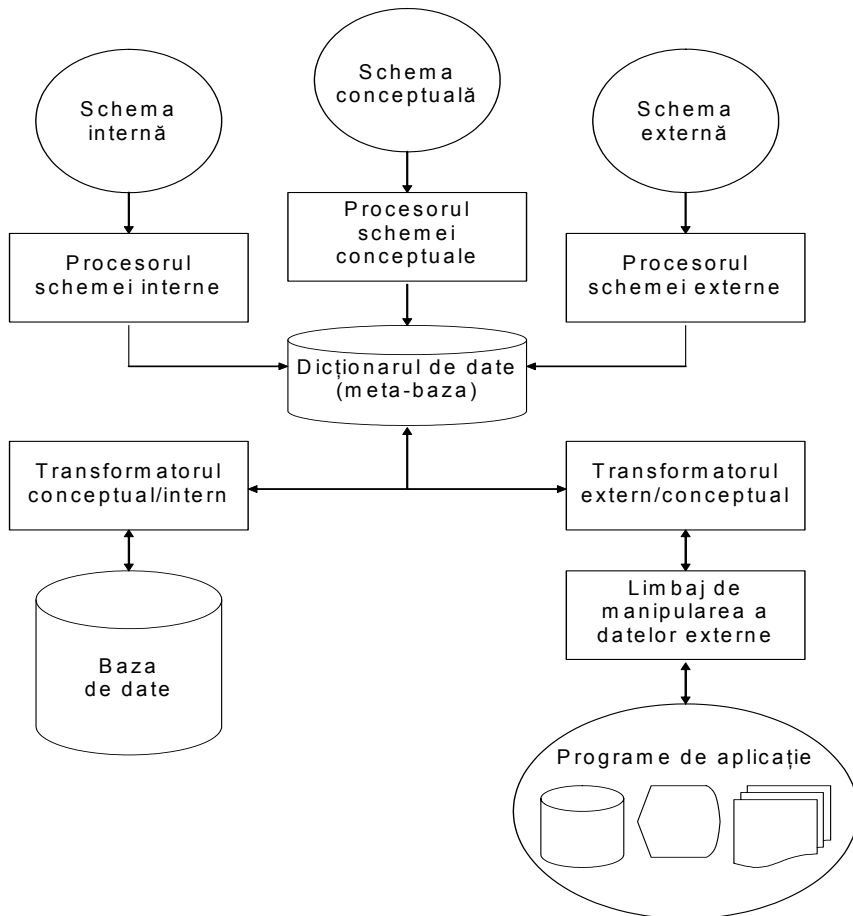 Schema
internă
Schema
conceptuală
Schema
externă
Procesorul
schemei interne
Procesorul
schemei
conceptuale
Procesorul
schemei externe
Dicționarul de date
(meta-baza)
Transformatorul
conceptual/intern
Transformatorul
extern/conceptual
Limbaj de
manipularea a
datelor externe
Baza
de date
Programe de aplicație